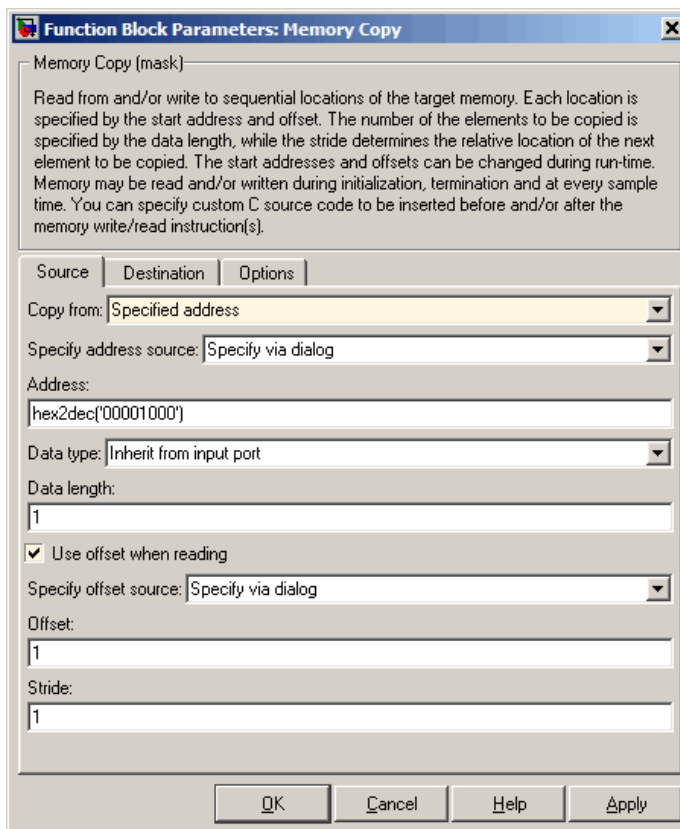 Function Block Parameters: Memory Copy
Memory Copy (mask)
Read from and/or write to sequential locations of the target memory. Each location is
specified by the start address and offset. The number of the elements to be copied is
specified by the data length, while the stride determines the relative location of the next
element to be copied. The start addresses and offsets can be changed during run-time.
Memory may be read and/or written during initialization, termination and at every sample
time. You can specify custom C source code to be inserted before and/or after the
memory write/read instruction(s).
Source Destination Options
Copy from: Specified address
Specify address source: Specify via dialog
Address:
hex2dec('00001000')
Data type: Inherit from input port
Data length:
1
Use offset when reading
Specify offset source: Specify via dialog
Offset:
1
Stride:
1
OK Cancel Help Apply